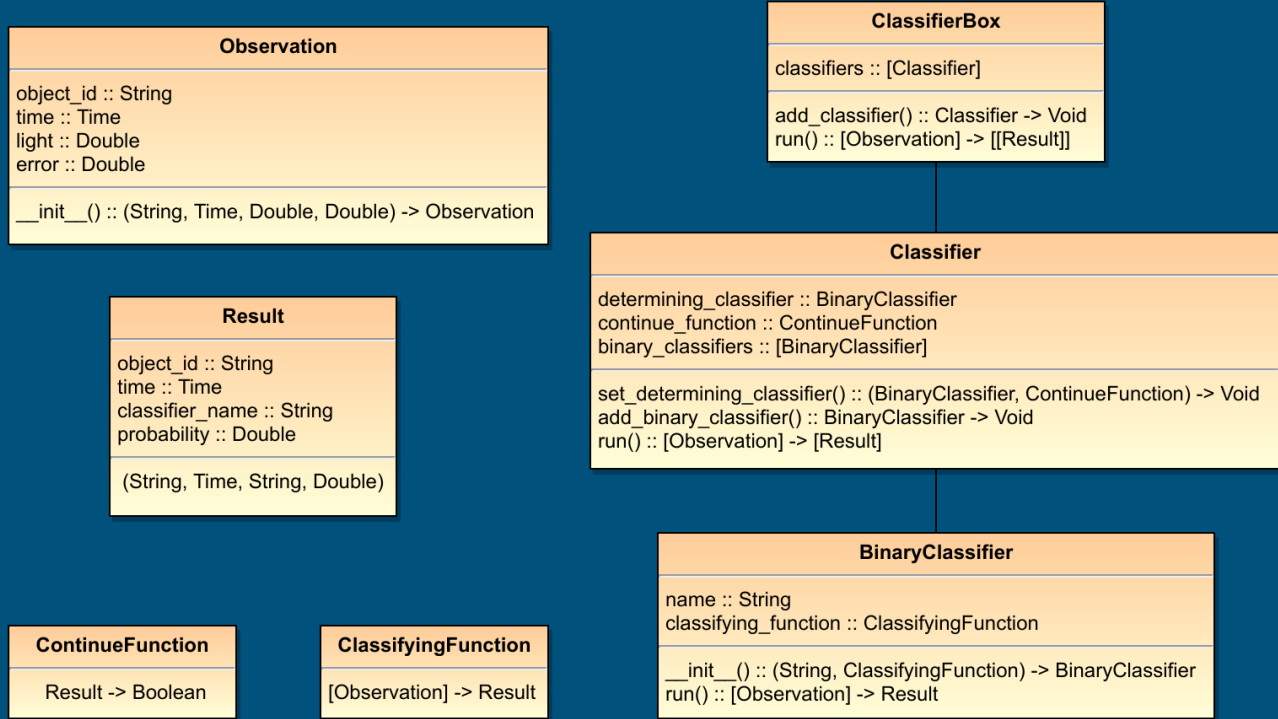 Observation
object_id :: String
time :: Time
light :: Double
error :: Double
__init__() :: (String, Time, Double, Double) -> Observation
ClassifierBox
classifiers :: [Classifier]
add_classifier() :: Classifier -> Void
run() :: [Observation] -> [[Result]]
Classifier
determining_classifier :: BinaryClassifier
continue_function :: ContinueFunction
binary_classifiers :: [BinaryClassifier]
set_determining_classifier() :: (BinaryClassifier, ContinueFunction) -> Void
add_binary_classifier() :: BinaryClassifier -> Void
run() :: [Observation] -> [Result]
Result
object_id :: String
time :: Time
classifier_name :: String
probability :: Double
(String, Time, String, Double)
BinaryClassifier
name :: String
classifying_function :: ClassifyingFunction
__init__() :: (String, ClassifyingFunction) -> BinaryClassifier
run() :: [Observation] -> Result
ContinueFunction
Result -> Boolean
ClassifyingFunction
[Observation] -> Result